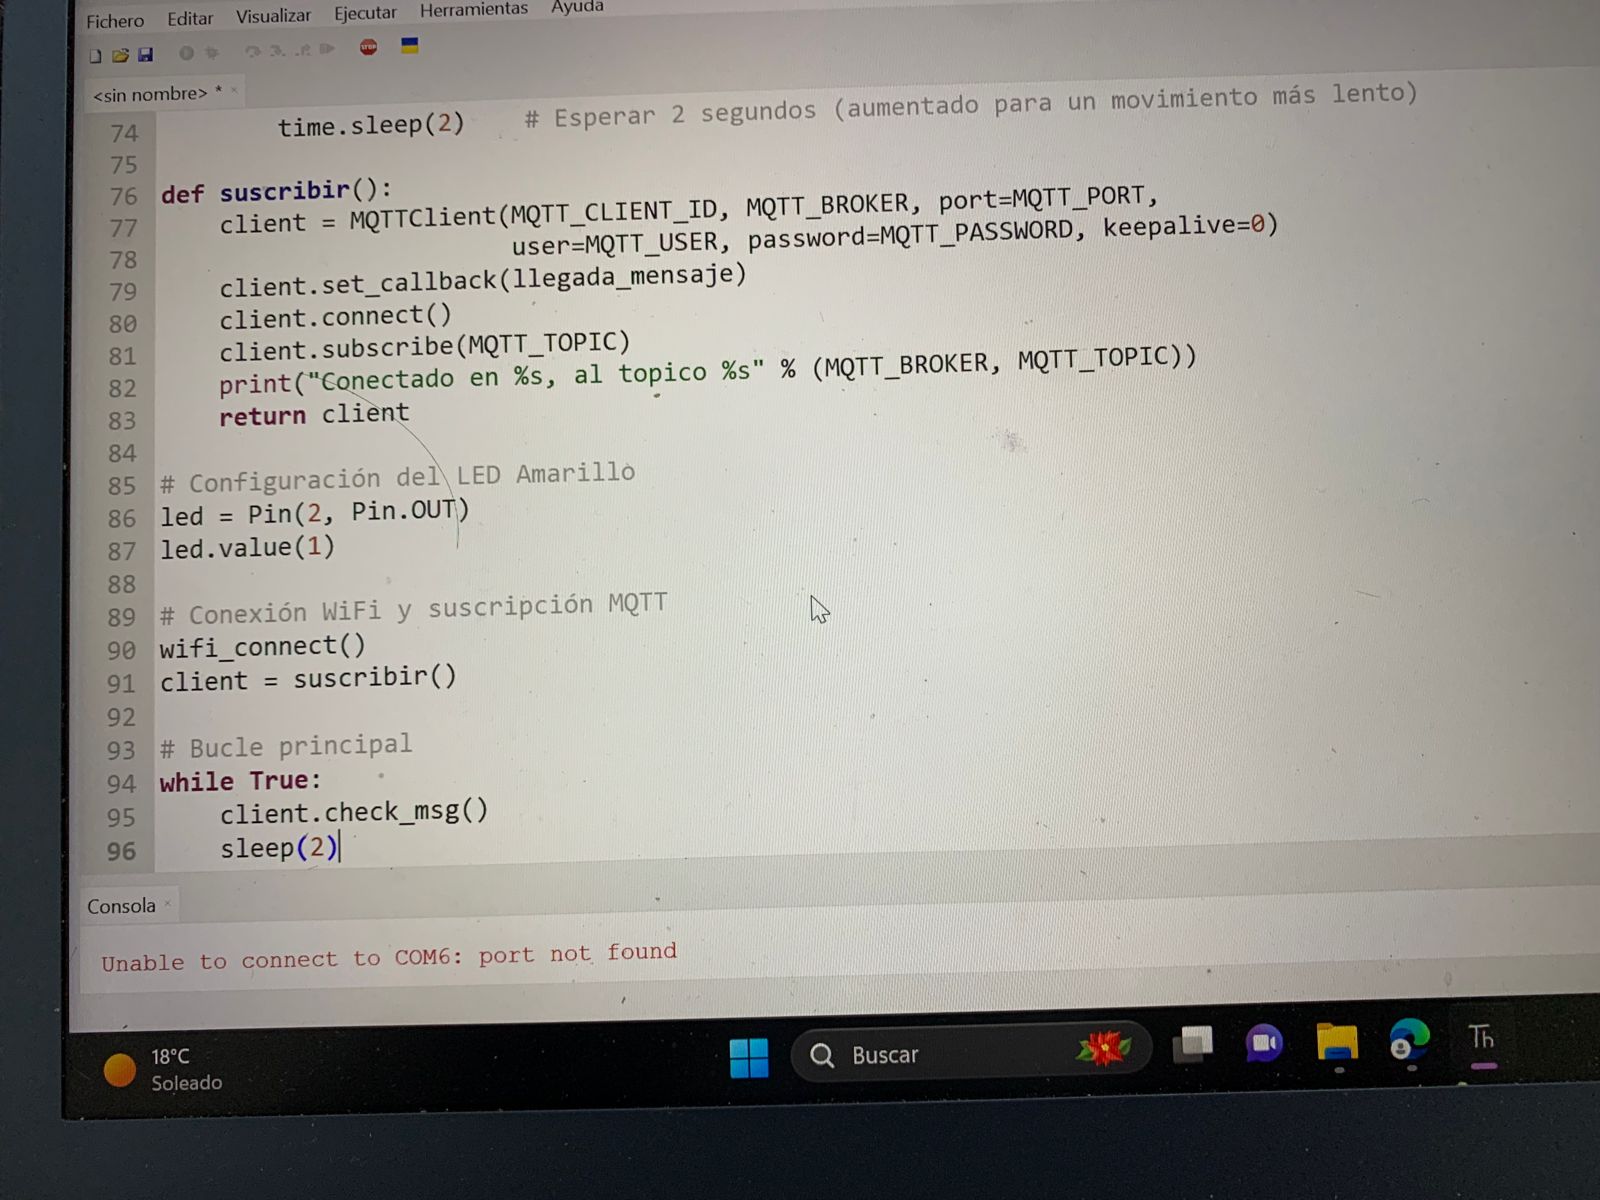 Fichero Editar Visualizar Ejecutar Herramientas Ayuda
STOP
<sin nombre> * ×
74 time.sleep(2) # Esperar 2 segundos (aumentado para un movimiento más lento)
75
76 def suscribir():
77 client = MQTTClient(MQTT_CLIENT_ID, MQTT_BROKER, port=MQTT_PORT,
78 user=MQTT_USER, password=MQTT_PASSWORD, keepalive=0)
79 client.set_callback(llegada_mensaje)
80 client.connect()
81 client.subscribe(MQTT_TOPIC)
82 print("Conectado en %s, al topico %s" % (MQTT_BROKER, MQTT_TOPIC))
83 return client
84
85 # Configuración del LED Amarillo
86 led = Pin(2, Pin.OUT)
87 led.value(1)
88
89 # Conexión WiFi y suscripción MQTT
90 wifi_connect()
91 client = suscribir()
92
93 # Bucle principal
94 while True:
95 client.check_msg()
96 sleep(2)
Consola ×
Unable to connect to COM6: port not found
18°C
Soleado
Buscar
Th